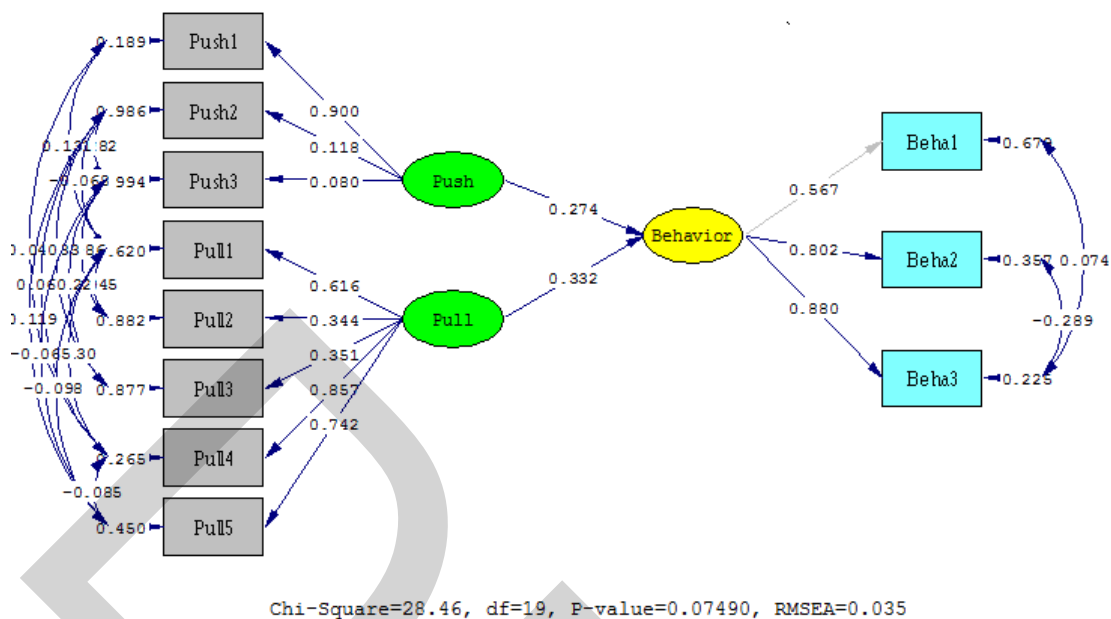 0.189 Push1
0.986 Push2
Push3
0.620 Pull1
0.882 Pull2
0.877 Pull3
0.265 Pull4
0.450 Pull5
0.119
-0.098
-0.085
0.900
0.118
0.080
Push
0.616
0.344
0.351
0.857
0.742
Pull
0.274
0.332
Behavior
0.567
0.802
0.880
Beha1
Beha2 0.357
Beha3 0.225
0.074
-0.289
Chi-Square=28.46, df=19, P-value=0.07490, RMSEA=0.035